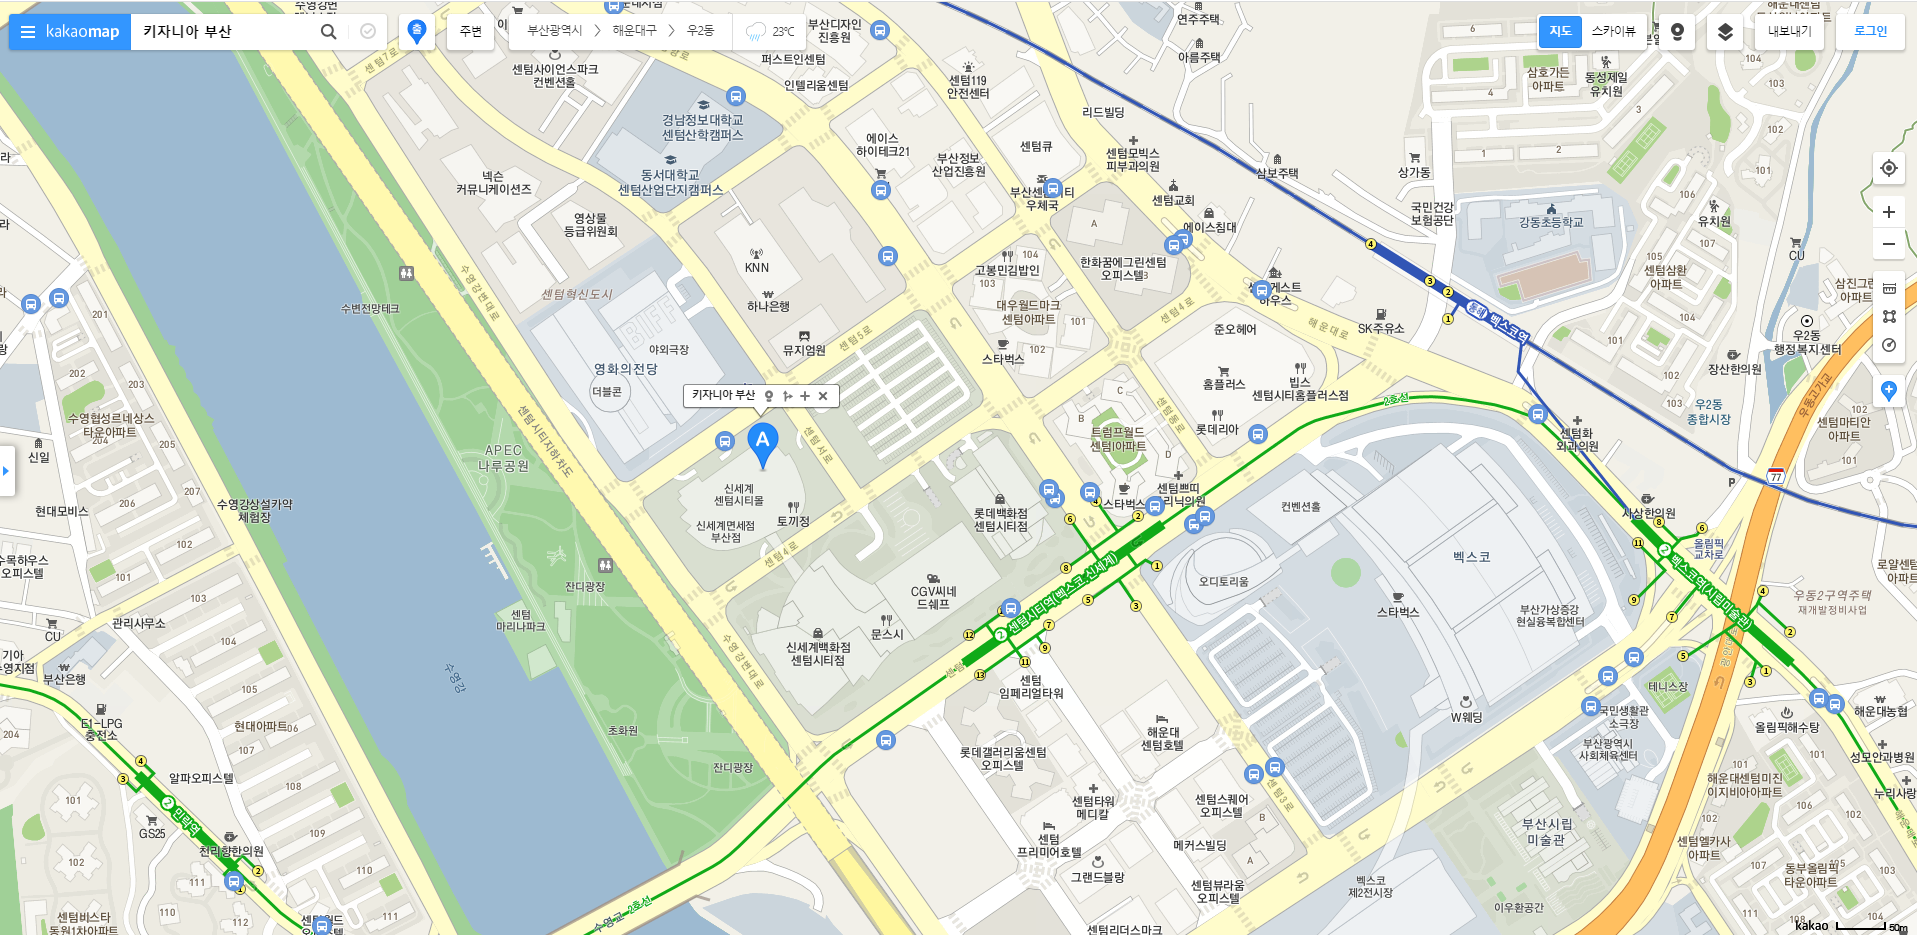 kakaomap
키자니아 부산
출
주변
부산광역시
해운대구
우2동
23℃
지도
스카이뷰
내보내기
로그인
키자니아 부산
A
센텀사이언스파크
컨벤션홀
부산디자인
진흥원
퍼스트인센텀
인텔리움센텀
센텀119
안전센터
연주주택
아름주택
리드빌딩
삼호가든
아파트
동성제일
유치원
경남정보대학교
센텀산학캠퍼스
동서대학교
센텀산업단지캠퍼스
넥슨
커뮤니케이션즈
영상물
등급위원회
에이스
하이테크21
부산정보
산업진흥원
센텀큐
센텀모빅스
피부과의원
우체국
센텀교회
에이스침대
삼보주택
상가동
국민건강
보험공단
강동초등학교
유치원
센텀삼환
아파트
CU
우2동
행정복지센터
장산한의원
우2동
종합시장
센텀마티안
아파트
우동고가교
77
KNN
하나은행
뮤지엄원
센텀혁신도시
수변전망데크
수영강변대로
BIFF
야외극장
영화의전당
더블콘
센텀5로
고봉민김밥인
대우월드마크
센텀아파트
스타벅스
한화꿈에그린센텀
오피스텔3
센텀4로
해운대로
SK주유소
준오헤어
홈플러스
빕스
센텀시티홈플러스점
롯데리아
동해
벡스코역
2호선
센텀화
외과의원
트럼프월드
센텀아파트
센텀동로
센텀서로
센텀시티지하차도
APEC
나루공원
신세계
센텀시티몰
신세계면세점
부산점
토끼정
센텀4로
롯데백화점
센텀시티점
스타벅스
컨벤션홀
벡스코
오디토리움
스타벅스
부산가상증강
현실융복합센터
올림픽
교차로
2 벡스코역(시립미술관)
2 센텀시티역(벡스코.신세계)
우동2구역주택
재개발정비사업
CGV씨네
드쉐프
문스시
신세계백화점
센텀시티점
센텀
임페리얼타워
잔디광장
센텀
마리나파크
수영강변대로
초화원
잔디광장
수영강
수영협성르네상스
타운아파트
신일
현대모비스
수영강상설카약
체험장
관리사무소
CU
부산은행
E1-LPG
충전소
현대아파트
알파오피스텔
2 민락역
GS25
천리향한의원
센텀비스타
동원1차아파트
롯데갤러리움센텀
오피스텔
해운대
센텀호텔
센텀타워
메디칼
센텀스퀘어
오피스텔
센텀
프리미어호텔
메커스빌딩
그랜드블랑
센텀뷰라움
오피스텔
센텀리더스마크
센텀3로
W웨딩
국민생활관
소극장
테니스장
부산광역시
사회체육센터
부산시립
미술관
벡스코
제2전시장
이우환공간
올림픽해수탕
해운대농협
성모안과병원
누리사랑
해운대센텀미진
이지비아아파트
센텀엘카사
아파트
동부올림픽
타운아파트
수영교
2호선
kakao
50m